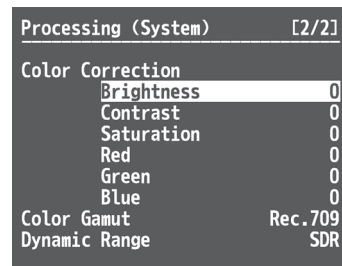 Processing (System) [2/2]
Color Correction
Brightness 0
Contrast 0
Saturation 0
Red 0
Green 0
Blue 0
Color Gamut Rec.709
Dynamic Range SDR